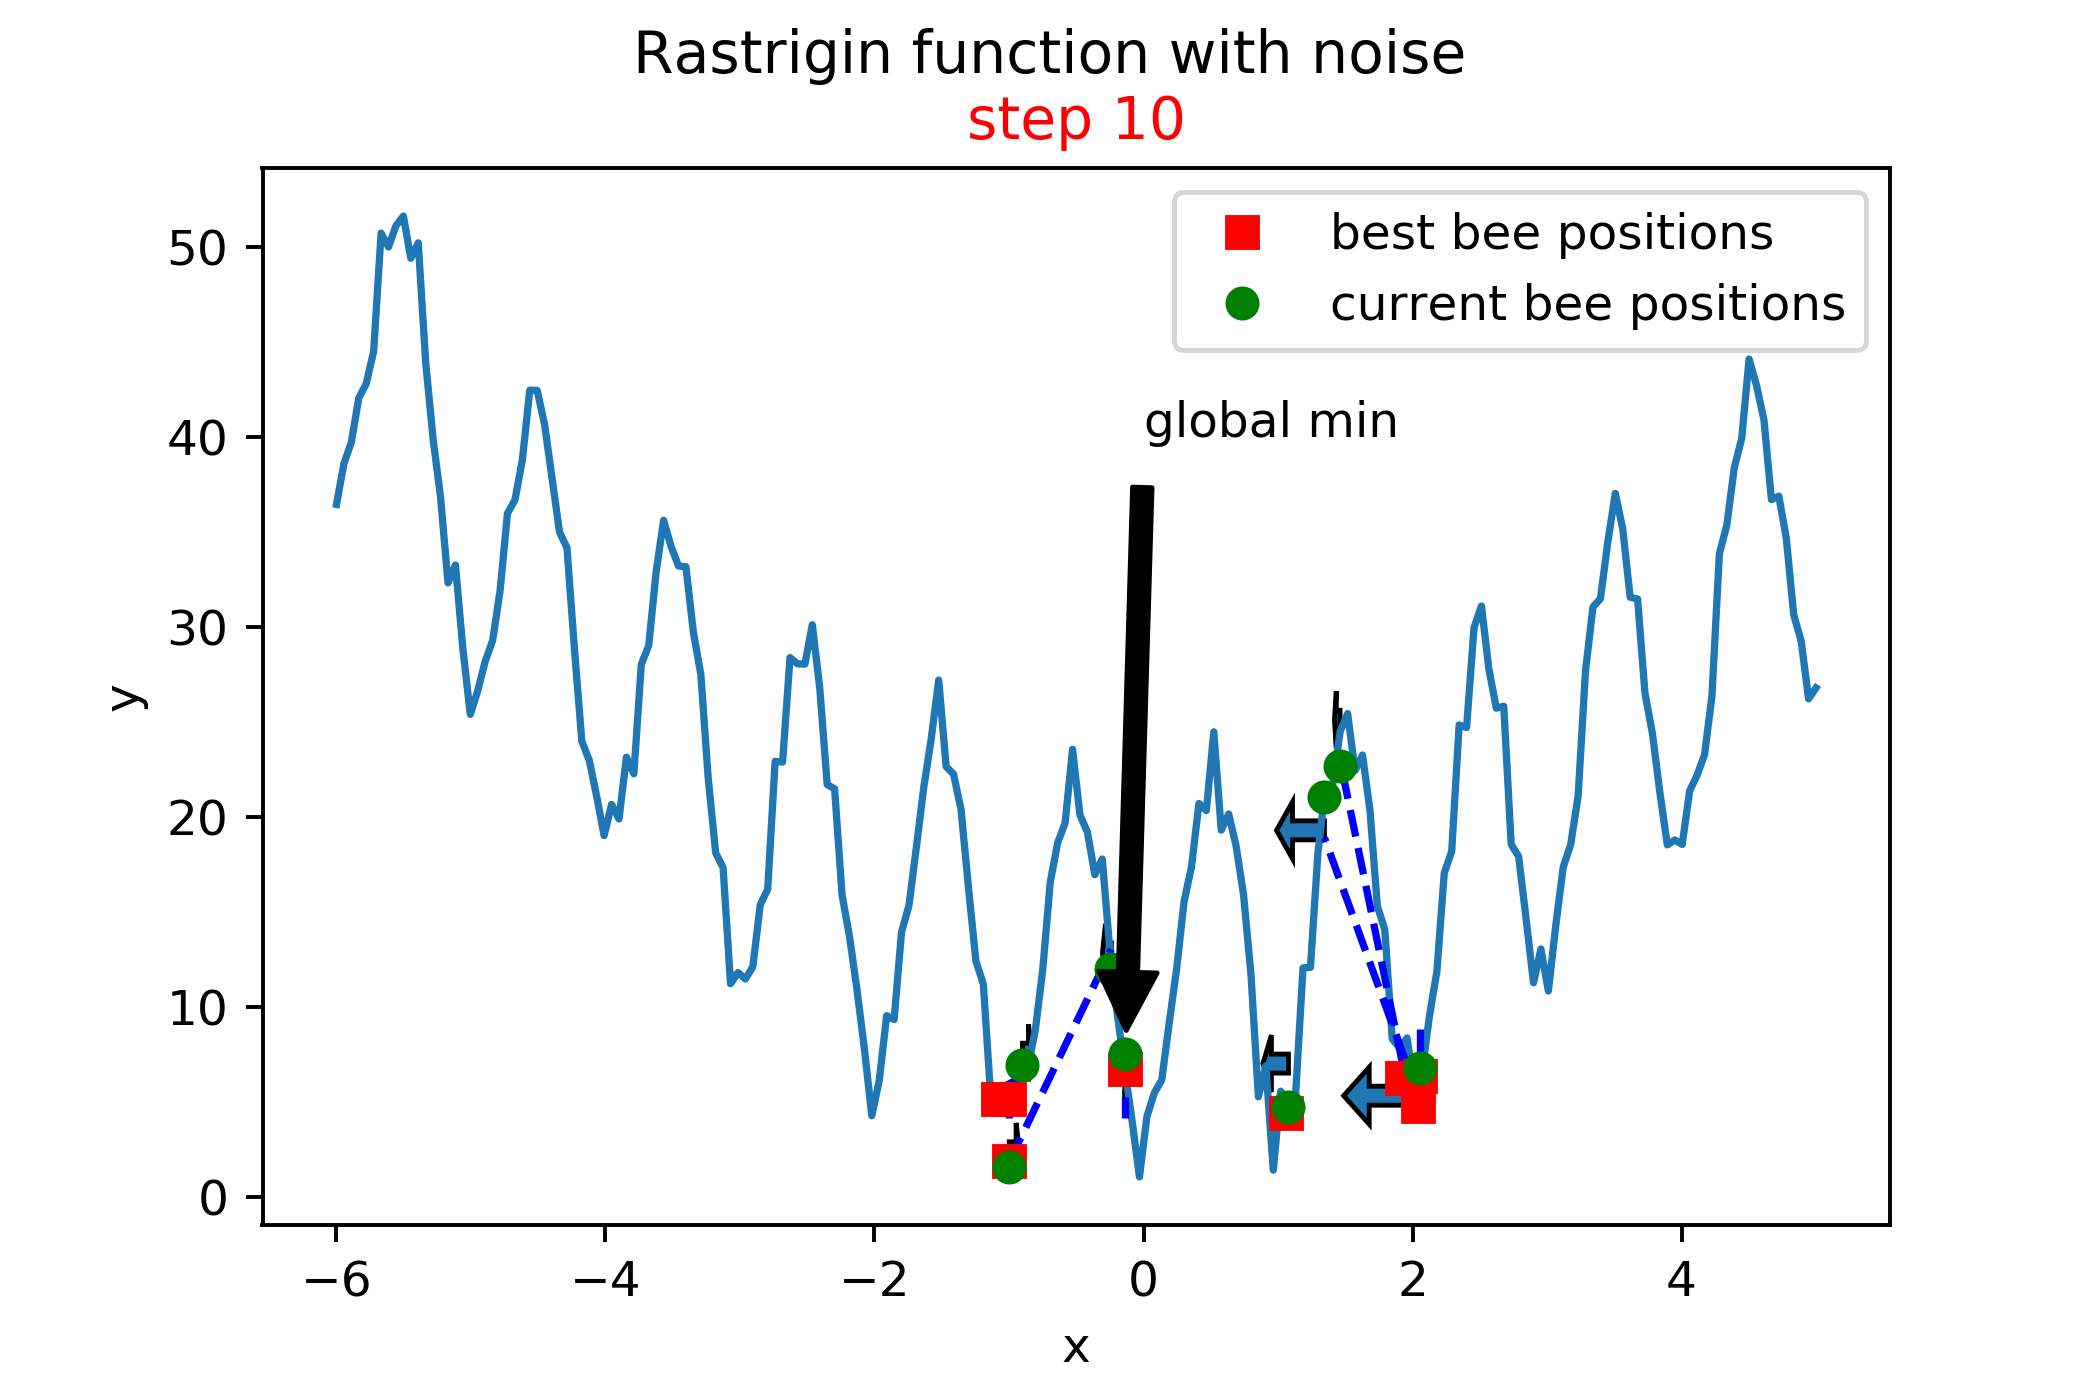 Rastrigin function with noise
step 10
best bee positions
current bee positions
global min
50
40
30
20
10
0
y
−6
−4
−2
0
2
4
x